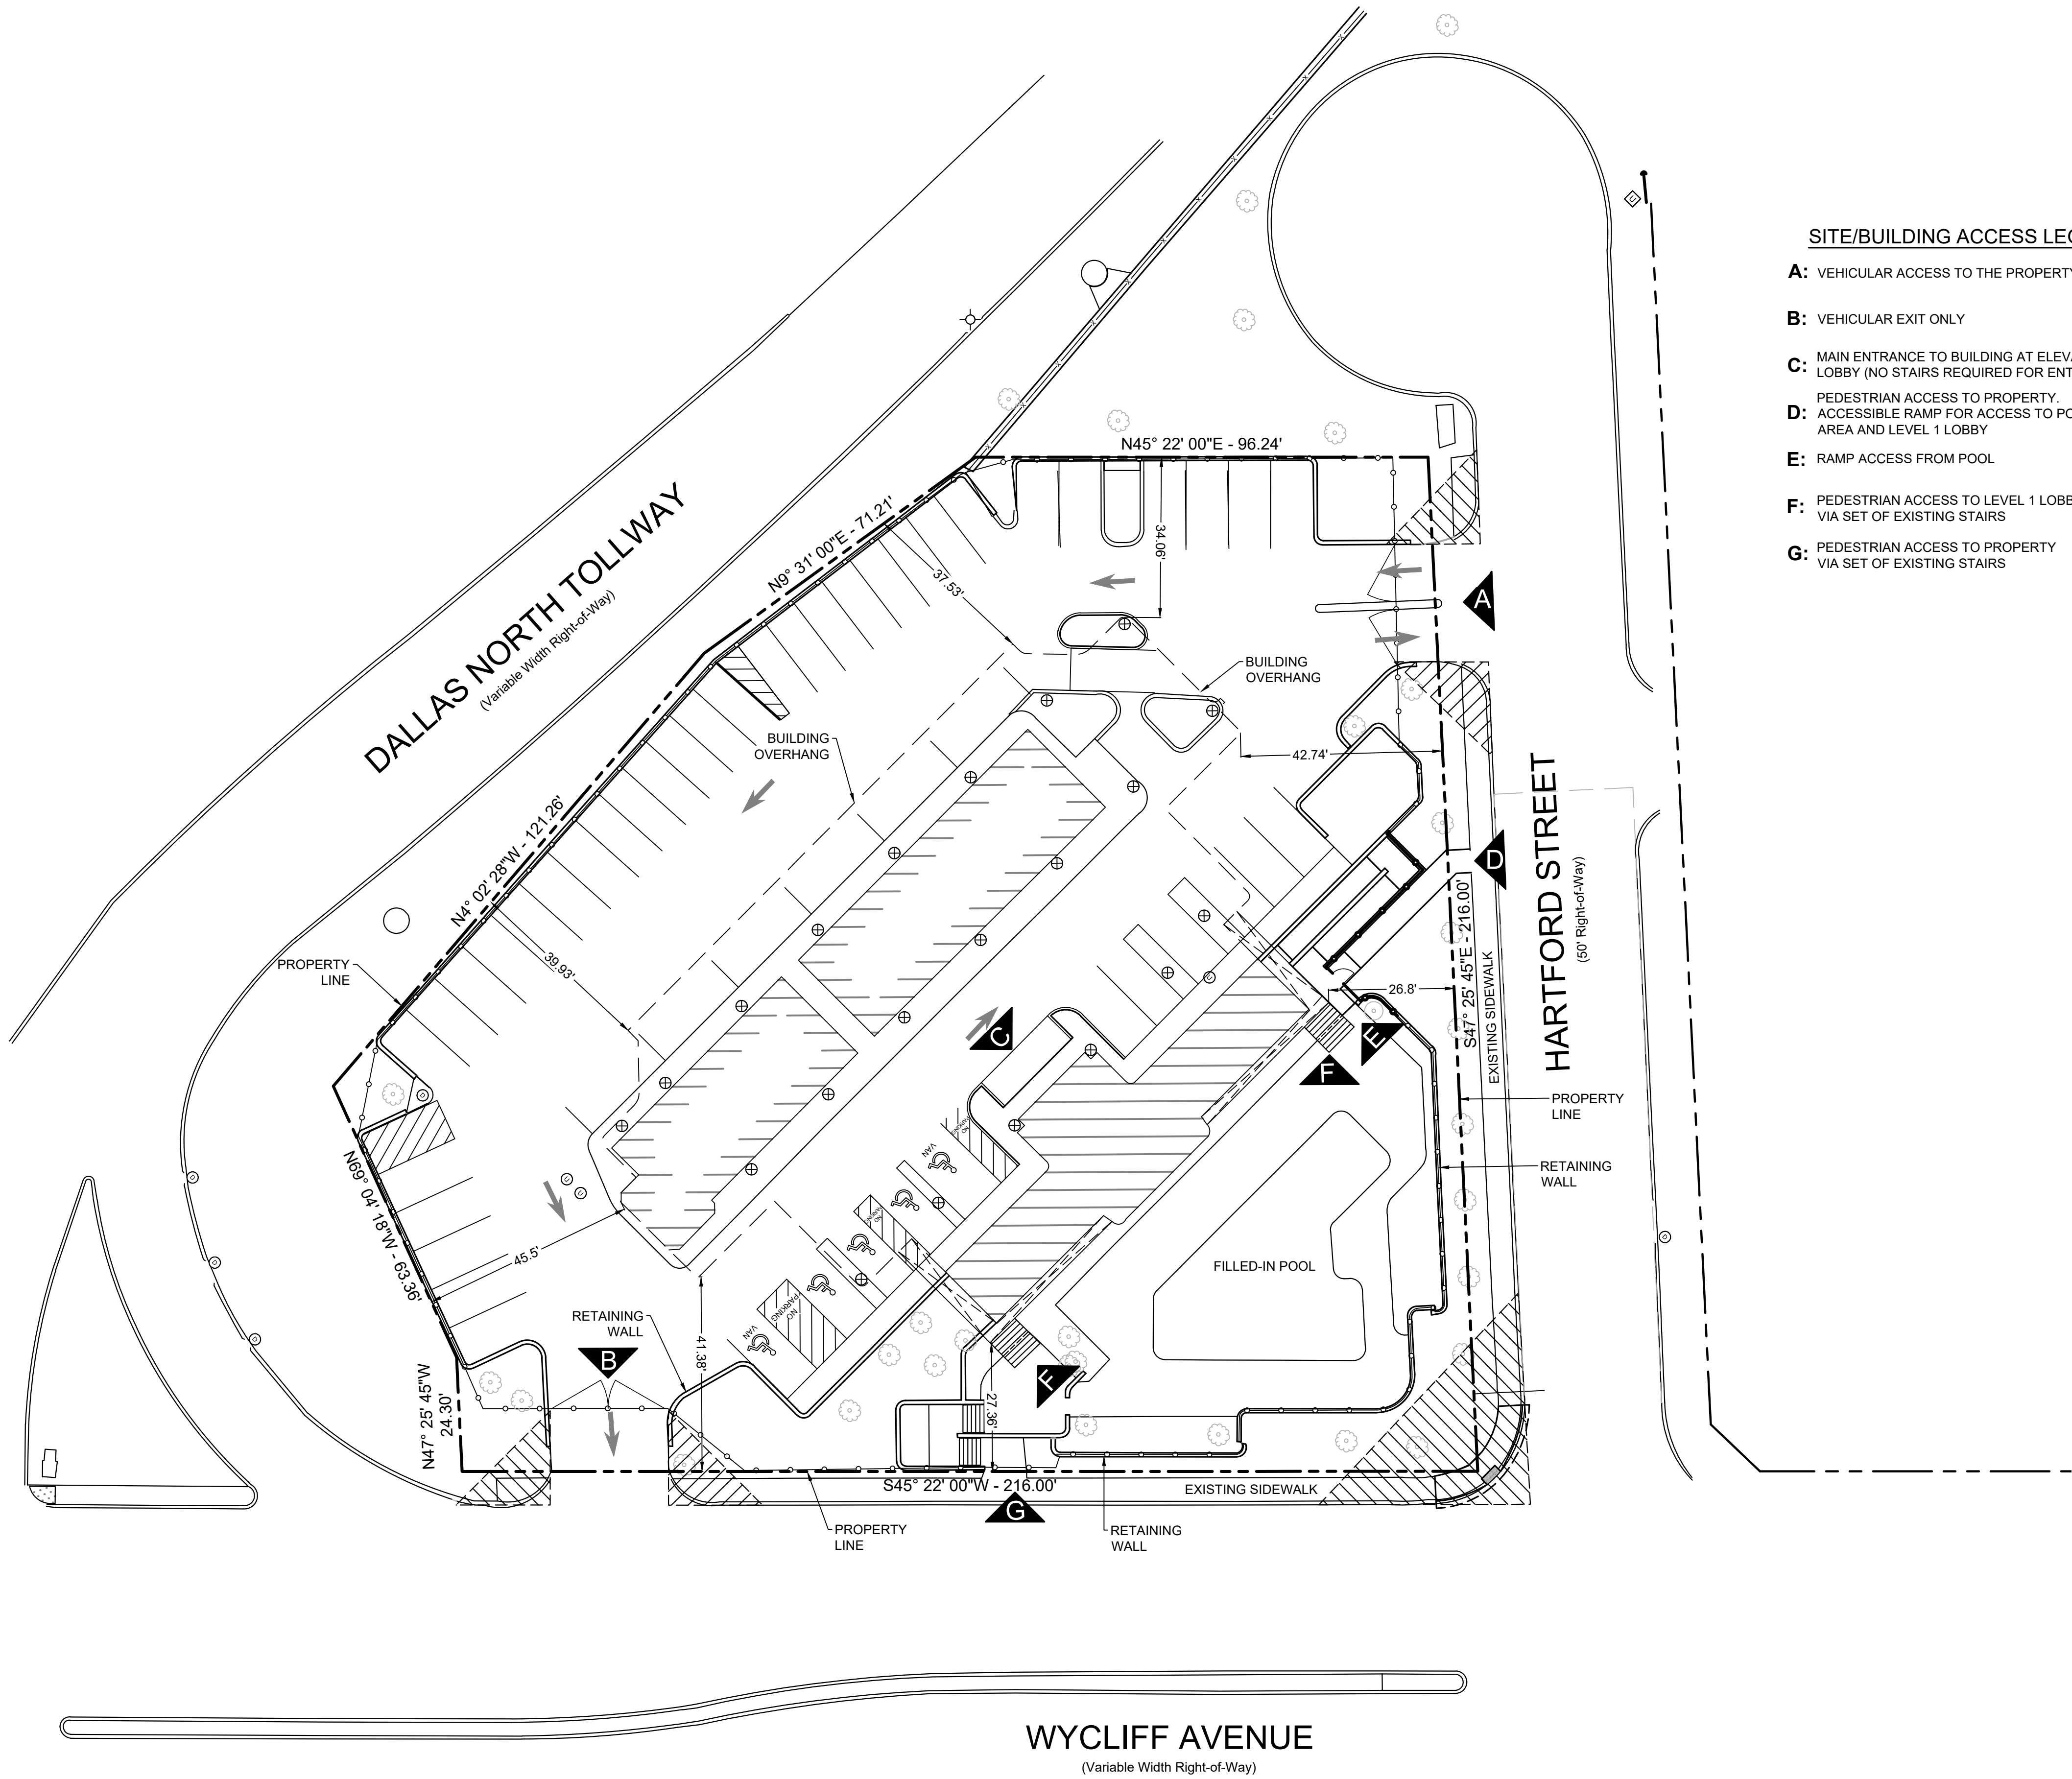 SITE/BUILDING ACCESS LEG
A: VEHICULAR ACCESS TO THE PROPERTY
B: VEHICULAR EXIT ONLY
C: MAIN ENTRANCE TO BUILDING AT ELEVA
LOBBY (NO STAIRS REQUIRED FOR ENT
D: PEDESTRIAN ACCESS TO PROPERTY.
ACCESSIBLE RAMP FOR ACCESS TO PO
AREA AND LEVEL 1 LOBBY
E: RAMP ACCESS FROM POOL
F: PEDESTRIAN ACCESS TO LEVEL 1 LOBB
VIA SET OF EXISTING STAIRS
G: PEDESTRIAN ACCESS TO PROPERTY
VIA SET OF EXISTING STAIRS
N45° 22' 00"E - 96.24'
34.06'
N9° 31' 00"E - 71.21'
37.53'
DALLAS NORTH TOLLWAY
(Variable Width Right-of-Way)
A
BUILDING
OVERHANG
BUILDING
OVERHANG
42.74'
N4° 02' 28"W - 121.26'
39.93'
PROPERTY
LINE
D
HARTFORD STREET
(50' Right-of-Way)
S47° 25' 45"E - 216.00'
EXISTING SIDEWALK
26.8'
C
E
F
PROPERTY
LINE
RETAINING
WALL
NO
PARKING
VAN
NO
PARKING
N69° 04' 18"W - 63.36'
45.5'
FILLED-IN POOL
NO
PARKING
VAN
RETAINING
WALL
41.38'
B
F
27.36'
N47° 25' 45"W
24.30'
S45° 22' 00"W - 216.00'
EXISTING SIDEWALK
G
PROPERTY
LINE
RETAINING
WALL
WYCLIFF AVENUE
(Variable Width Right-of-Way)